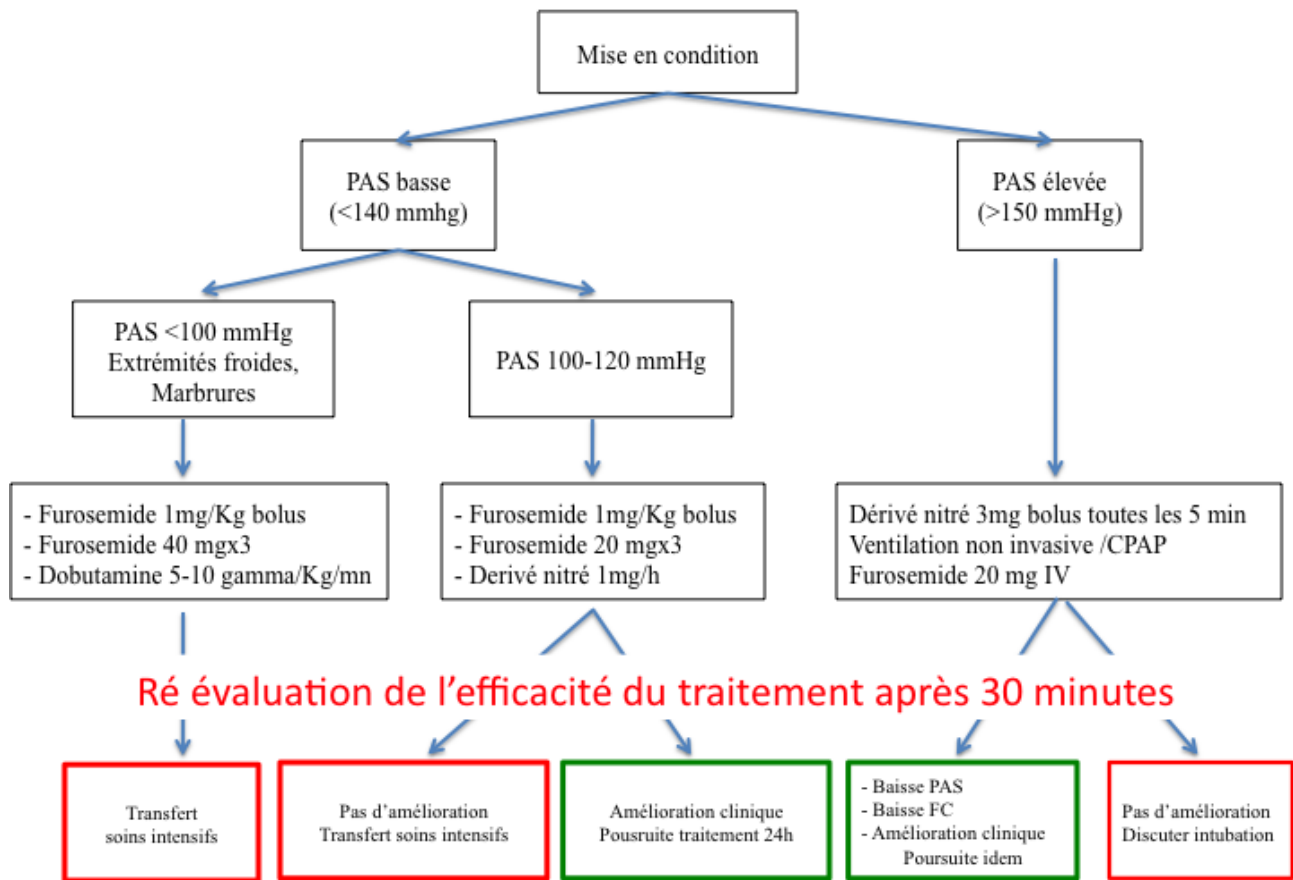 Mise en condition
PAS basse
(<140 mmhg)
PAS élevée
(>150 mmHg)
PAS <100 mmHg
Extrémités froides,
Marbrures
PAS 100-120 mmHg
- Furosemide 1mg/Kg bolus
- Furosemide 40 mgx3
- Dobutamine 5-10 gamma/Kg/mn
- Furosemide 1mg/Kg bolus
- Furosemide 20 mgx3
- Derivé nitré 1mg/h
Dérivé nitré 3mg bolus toutes les 5 min
Ventilation non invasive /CPAP
Furosemide 20 mg IV
Ré évaluation de l'efficacité du traitement après 30 minutes
Transfert
soins intensifs
Pas d'amélioration
Transfert soins intensifs
Amélioration clinique
Pousruite traitement 24h
- Baisse PAS
- Baisse FC
- Amélioration clinique
Poursuite idem
Pas d'amélioration
Discuter intubation